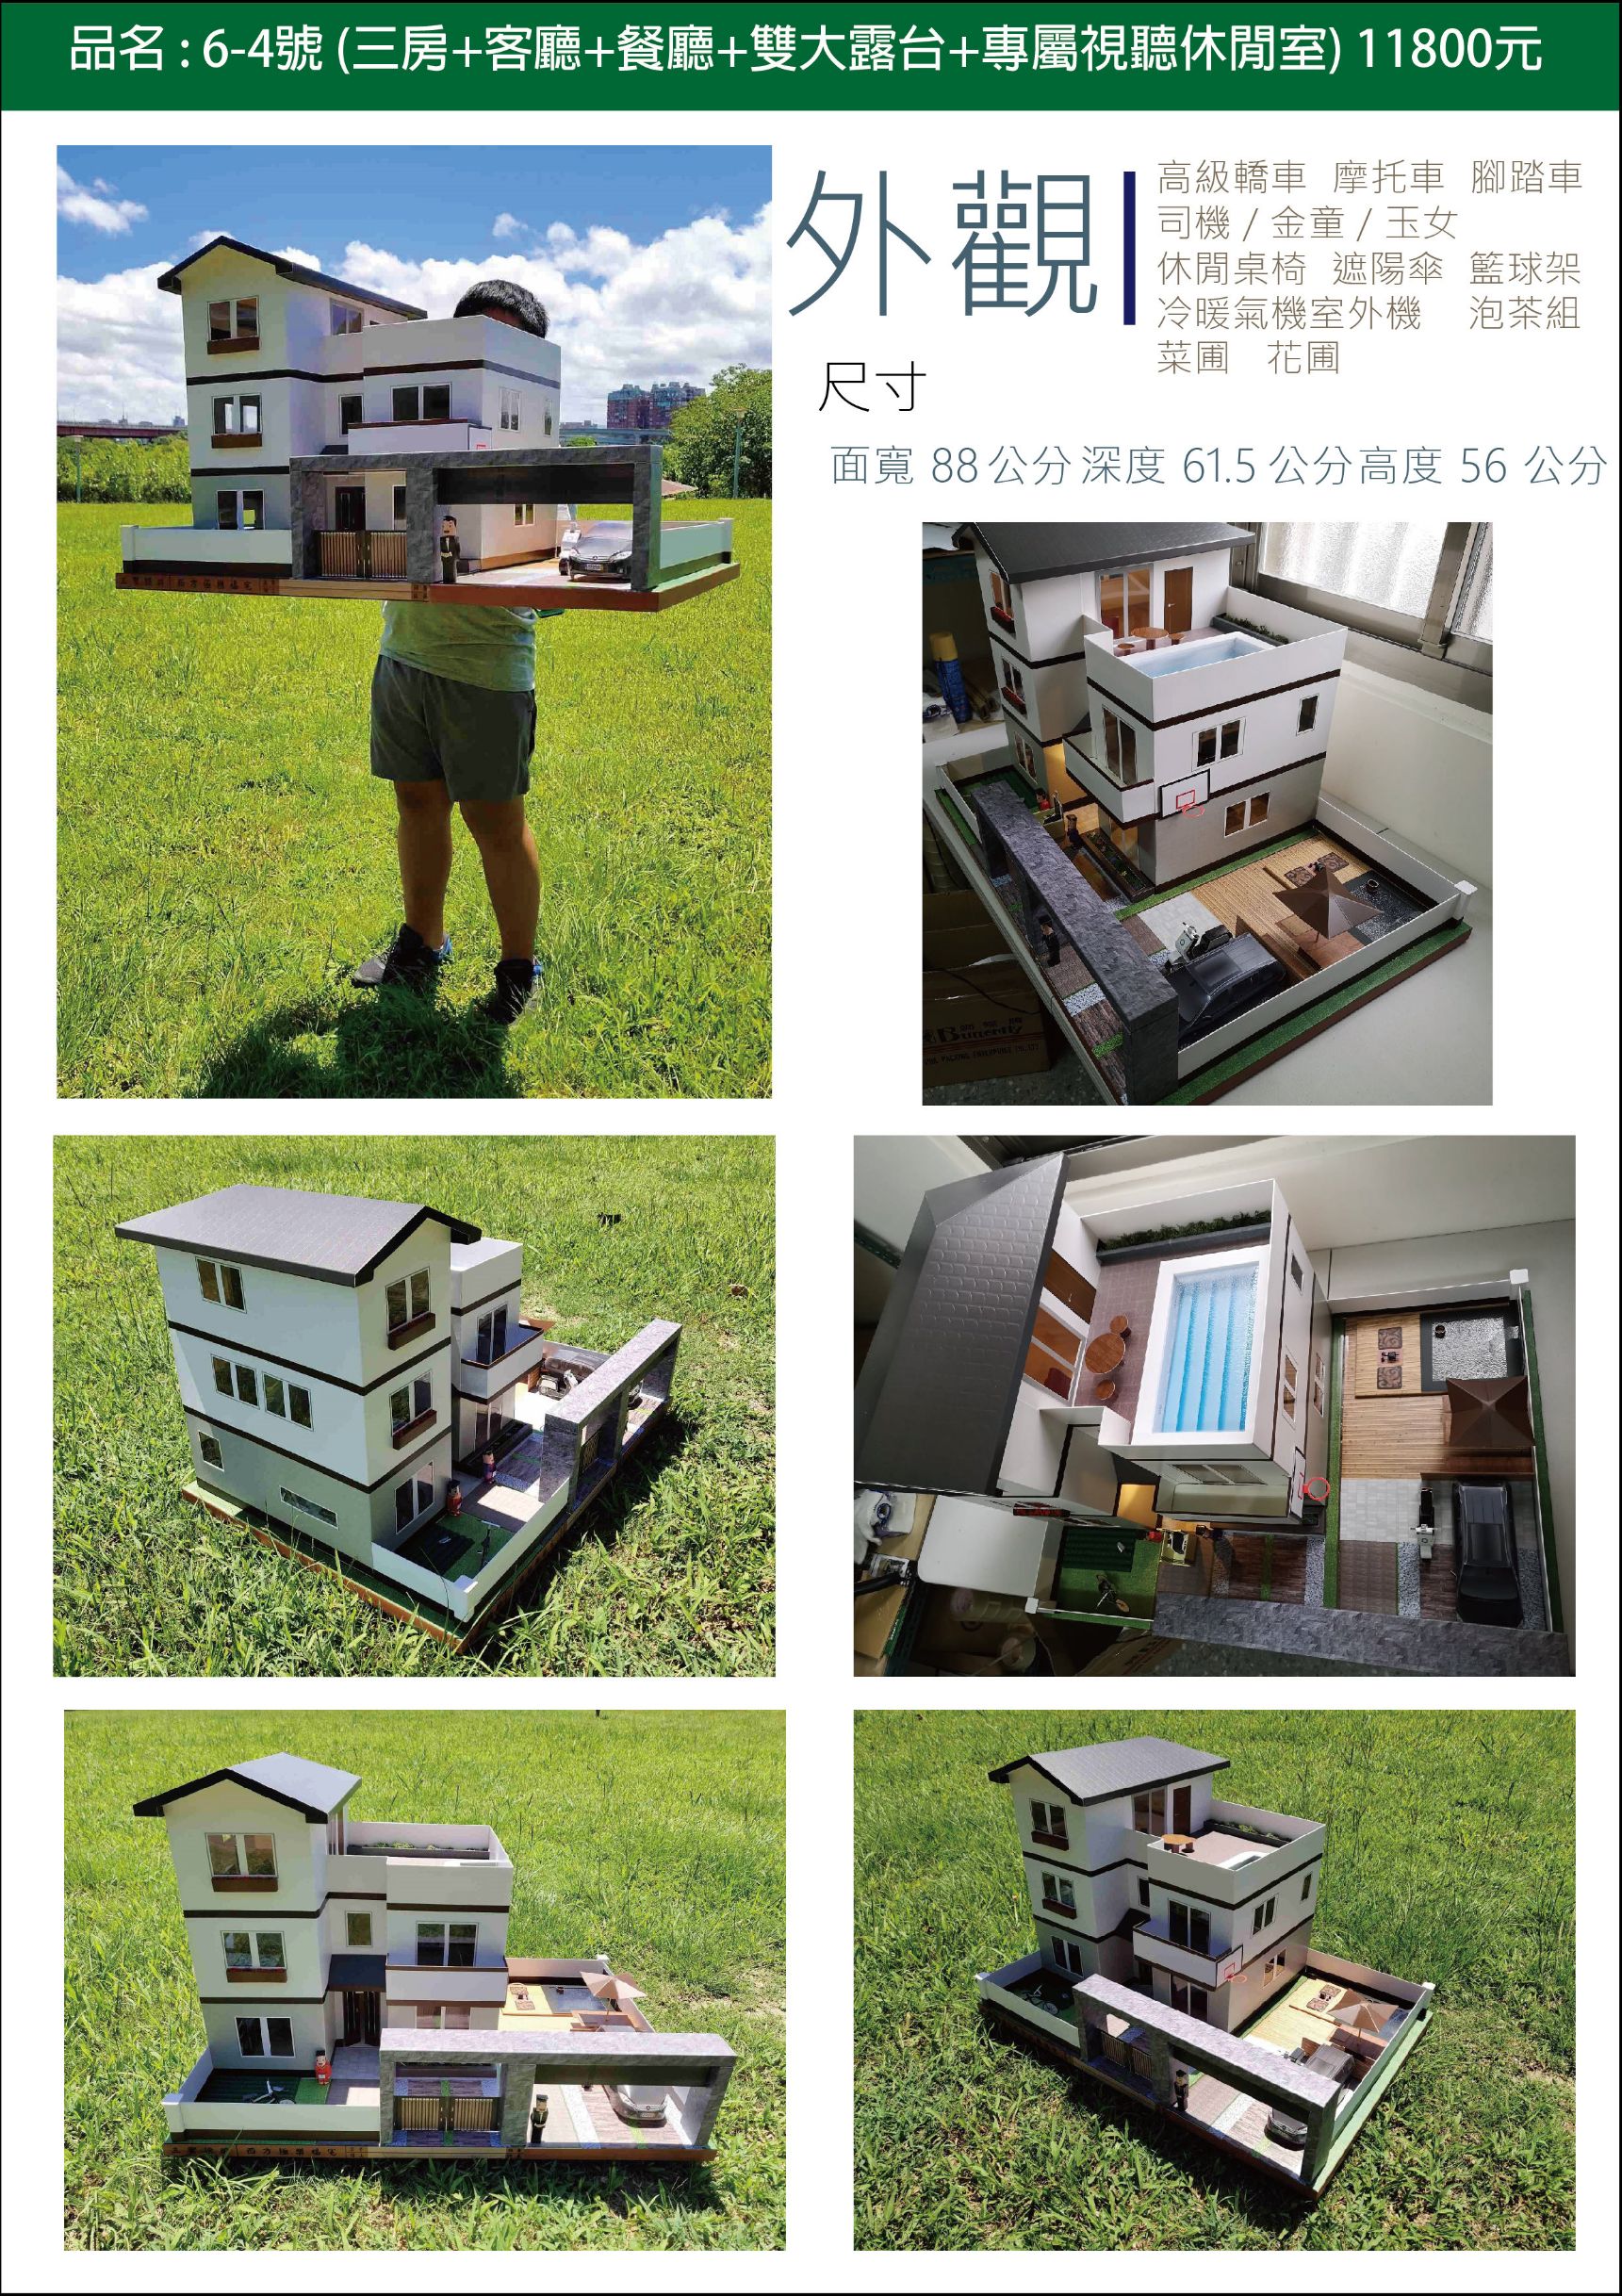 品名 : 6-4號 (三房+客廳+餐廳+雙大露台+專屬視聽休閒室) 11800元
外觀
高級轎車 摩托車 腳踏車
司機 / 金童 / 玉女
休閒桌椅 遮陽傘 籃球架
冷暖氣機室外機 泡茶組
菜圃 花圃
尺寸
面寬 88 公分 深度 61.5 公分 高度 56 公分
Butterfly